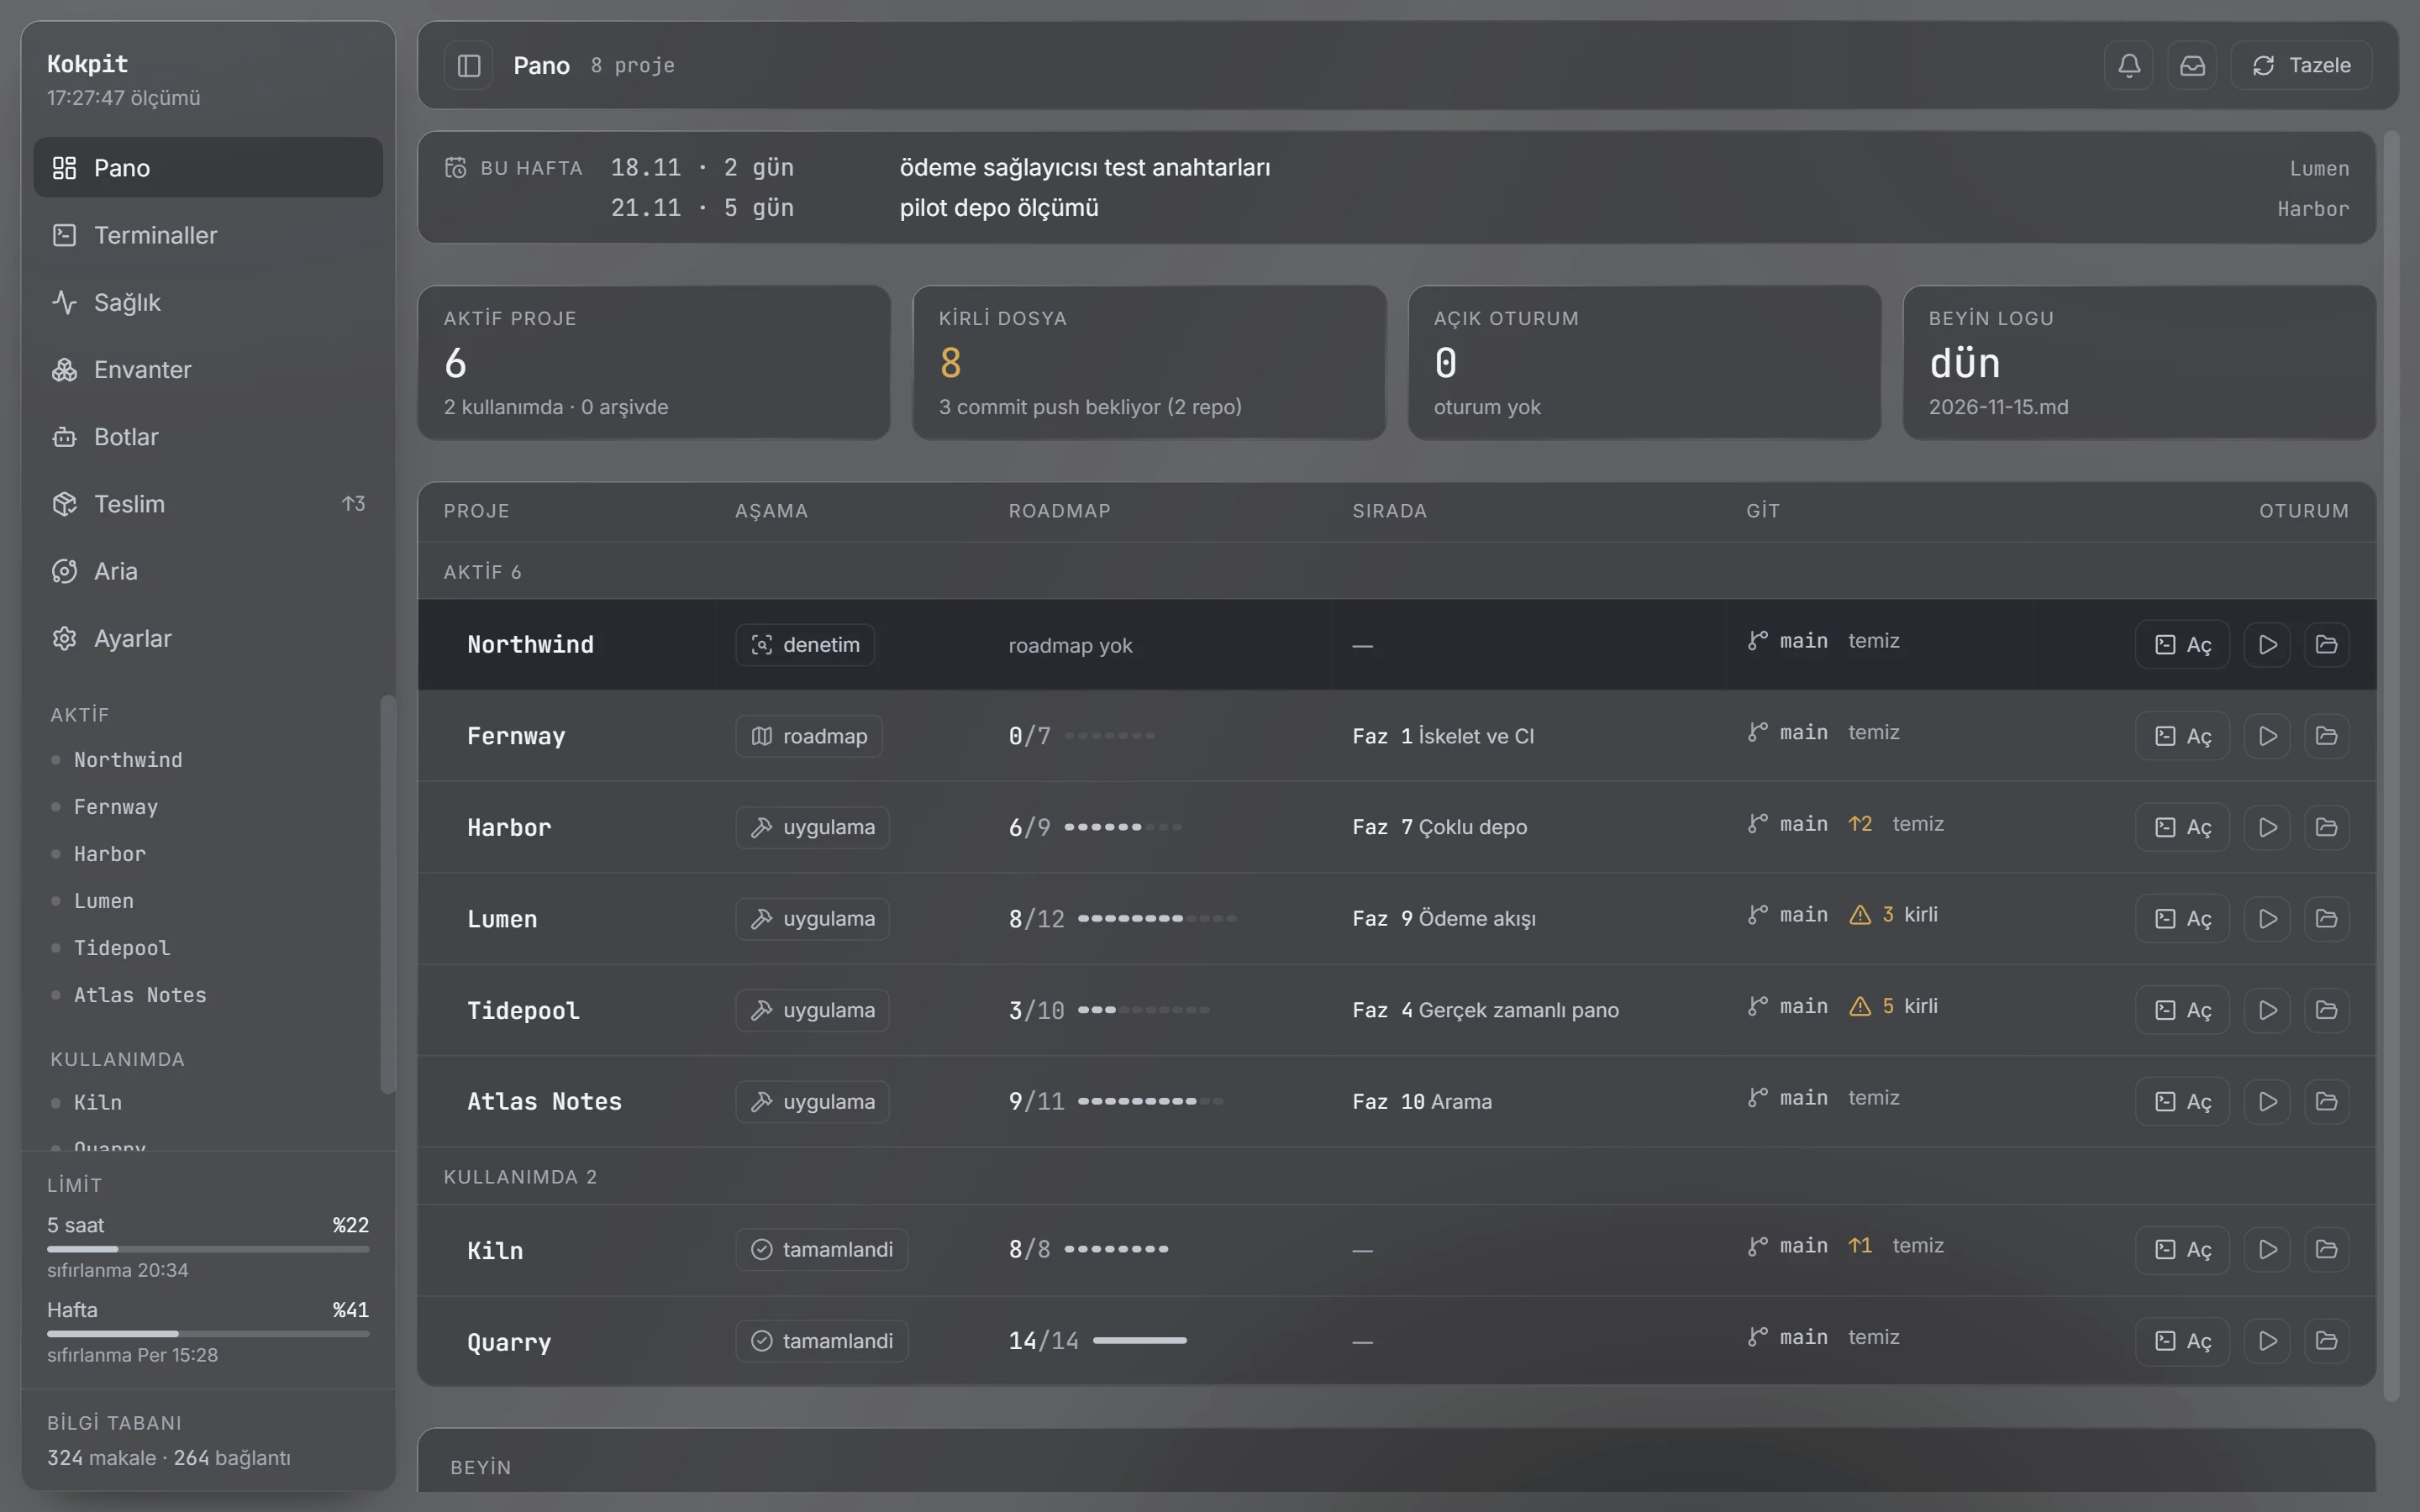 Kokpit
17:27:47 ölçümü
Pano
Terminaller
Sağlık
Envanter
Botlar
Teslim ↑3
Aria
Ayarlar
AKTİF
Northwind
Fernway
Harbor
Lumen
Tidepool
Atlas Notes
KULLANIMDA
Kiln
Quarry
LİMİT
5 saat %22
sıfırlanma 20:34
Hafta %41
sıfırlanma Per 15:28
BİLGİ TABANI
324 makale · 264 bağlantı
Pano 8 proje
Tazele
BU HAFTA 18.11 · 2 gün ödeme sağlayıcısı test anahtarları Lumen
21.11 · 5 gün pilot depo ölçümü Harbor
AKTİF PROJE
6
2 kullanımda · 0 arşivde
KİRLİ DOSYA
8
3 commit push bekliyor (2 repo)
AÇIK OTURUM
0
oturum yok
BEYİN LOGU
dün
2026-11-15.md
PROJE AŞAMA ROADMAP SIRADA GİT OTURUM
AKTİF 6
Northwind denetim roadmap yok — main temiz Aç
Fernway roadmap 0/7 Faz 1 İskelet ve CI main temiz Aç
Harbor uygulama 6/9 Faz 7 Çoklu depo main ↑2 temiz Aç
Lumen uygulama 8/12 Faz 9 Ödeme akışı main 3 kirli Aç
Tidepool uygulama 3/10 Faz 4 Gerçek zamanlı pano main 5 kirli Aç
Atlas Notes uygulama 9/11 Faz 10 Arama main temiz Aç
KULLANIMDA 2
Kiln tamamlandi 8/8 — main ↑1 temiz Aç
Quarry tamamlandi 14/14 — main temiz Aç
BEYİN